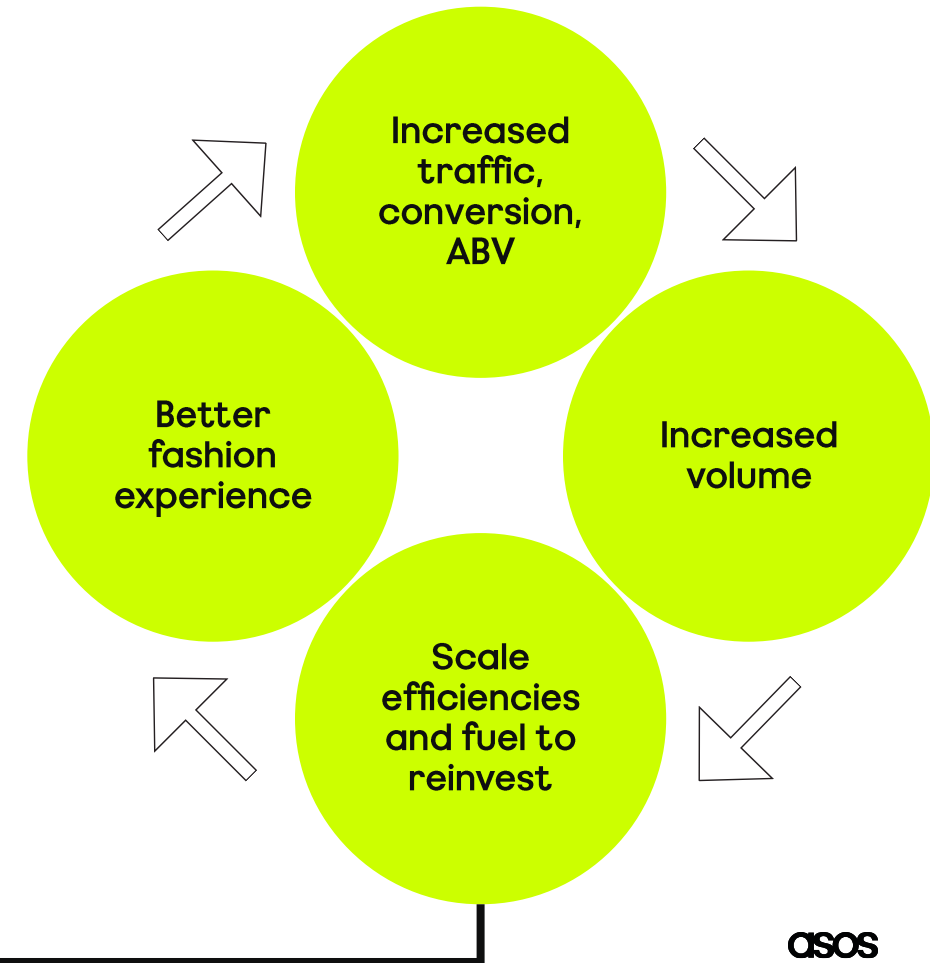 Increased
traffic,
conversion,
ABV
Better
fashion
experience
Increased
volume
Scale
efficiencies
and fuel to
reinvest
asos